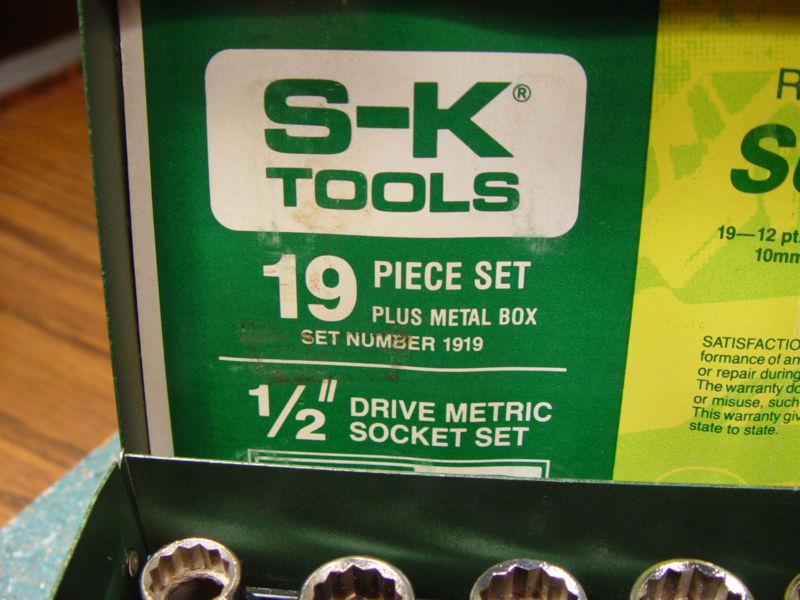 S-K®
TOOLS
19 PIECE SET
PLUS METAL BOX
SET NUMBER 1919
1/2" DRIVE METRIC
SOCKET SET
19—12 pt.
10mm
SATISFACTIO
formance of an
or repair during
The warranty do
or misuse, such
This warranty giv
state to state.